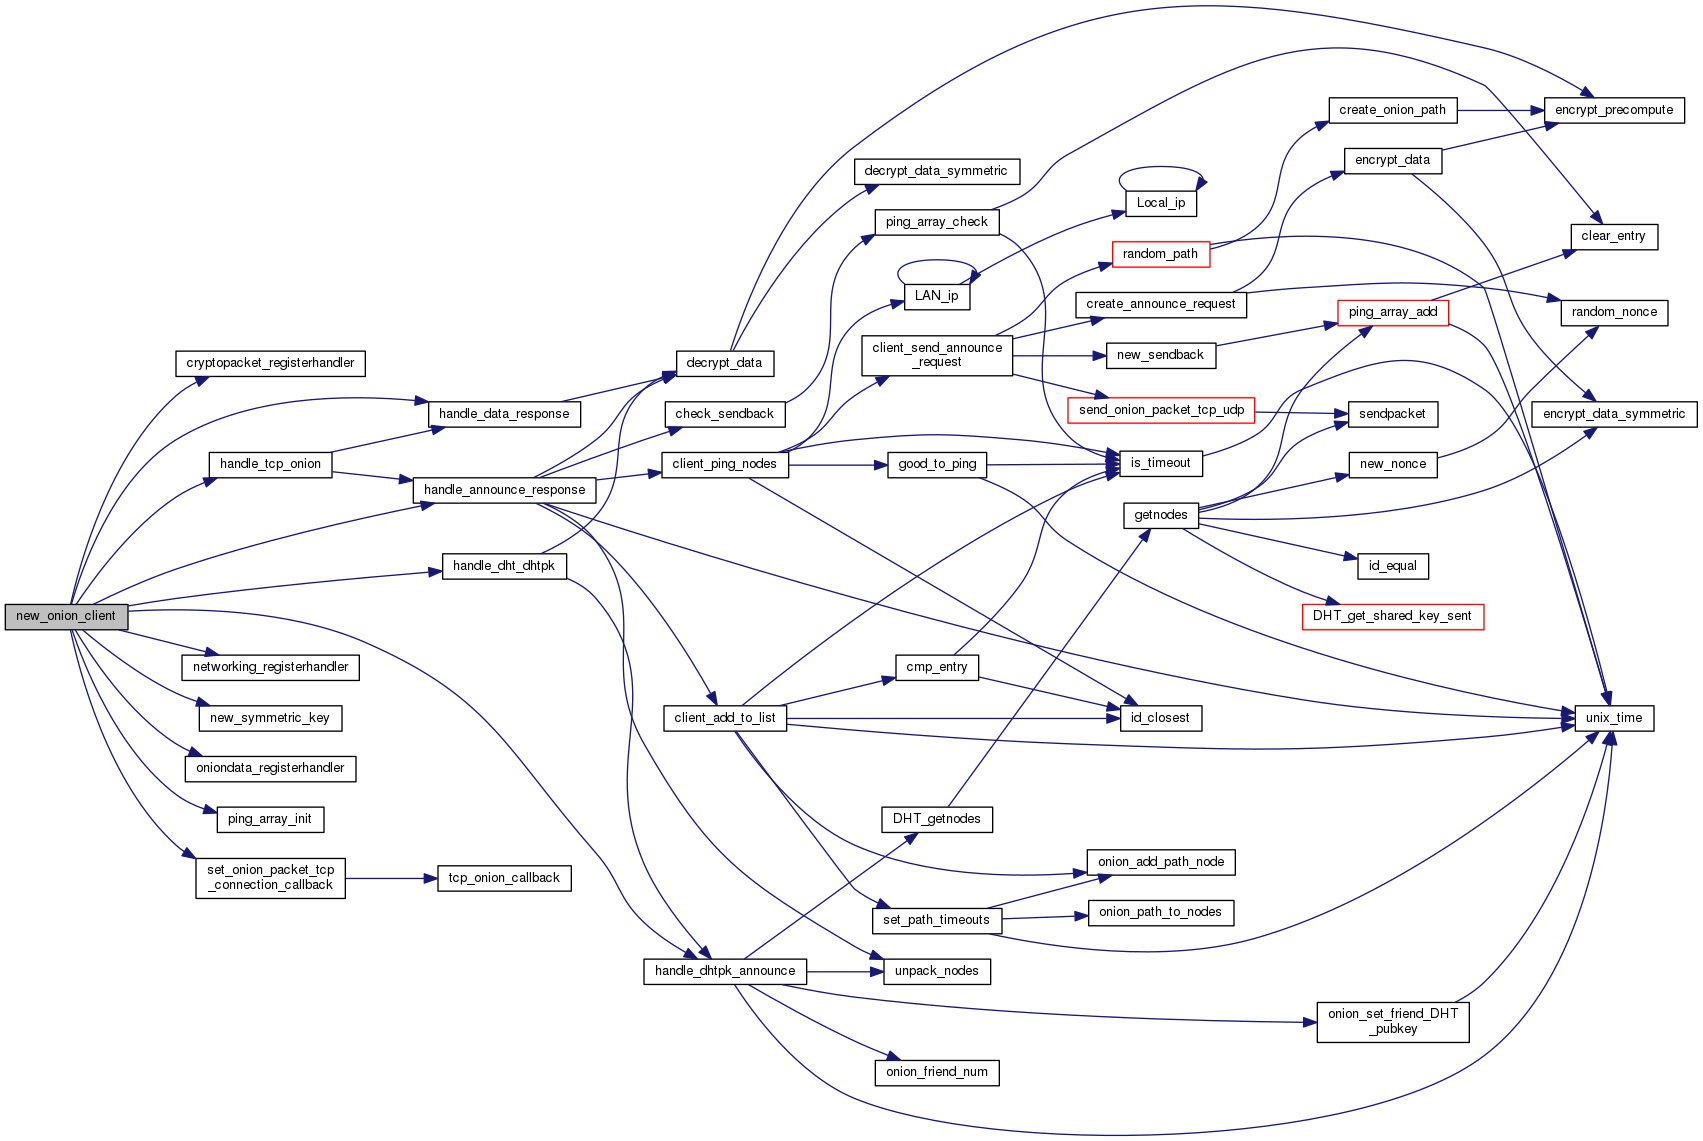 new_onion_client
cryptopacket_registerhandler
handle_data_response
handle_tcp_onion
handle_announce_response
handle_dht_dhtpk
networking_registerhandler
new_symmetric_key
oniondata_registerhandler
ping_array_init
set_onion_packet_tcp
_connection_callback
tcp_onion_callback
decrypt_data
check_sendback
client_ping_nodes
client_add_to_list
handle_dhtpk_announce
decrypt_data_symmetric
ping_array_check
LAN_ip
client_send_announce
_request
good_to_ping
cmp_entry
DHT_getnodes
set_path_timeouts
unpack_nodes
onion_friend_num
Local_ip
random_path
create_announce_request
new_sendback
send_onion_packet_tcp_udp
is_timeout
getnodes
id_closest
onion_add_path_node
onion_path_to_nodes
create_onion_path
encrypt_data
ping_array_add
sendpacket
new_nonce
id_equal
DHT_get_shared_key_sent
onion_set_friend_DHT
_pubkey
encrypt_precompute
clear_entry
random_nonce
encrypt_data_symmetric
unix_time